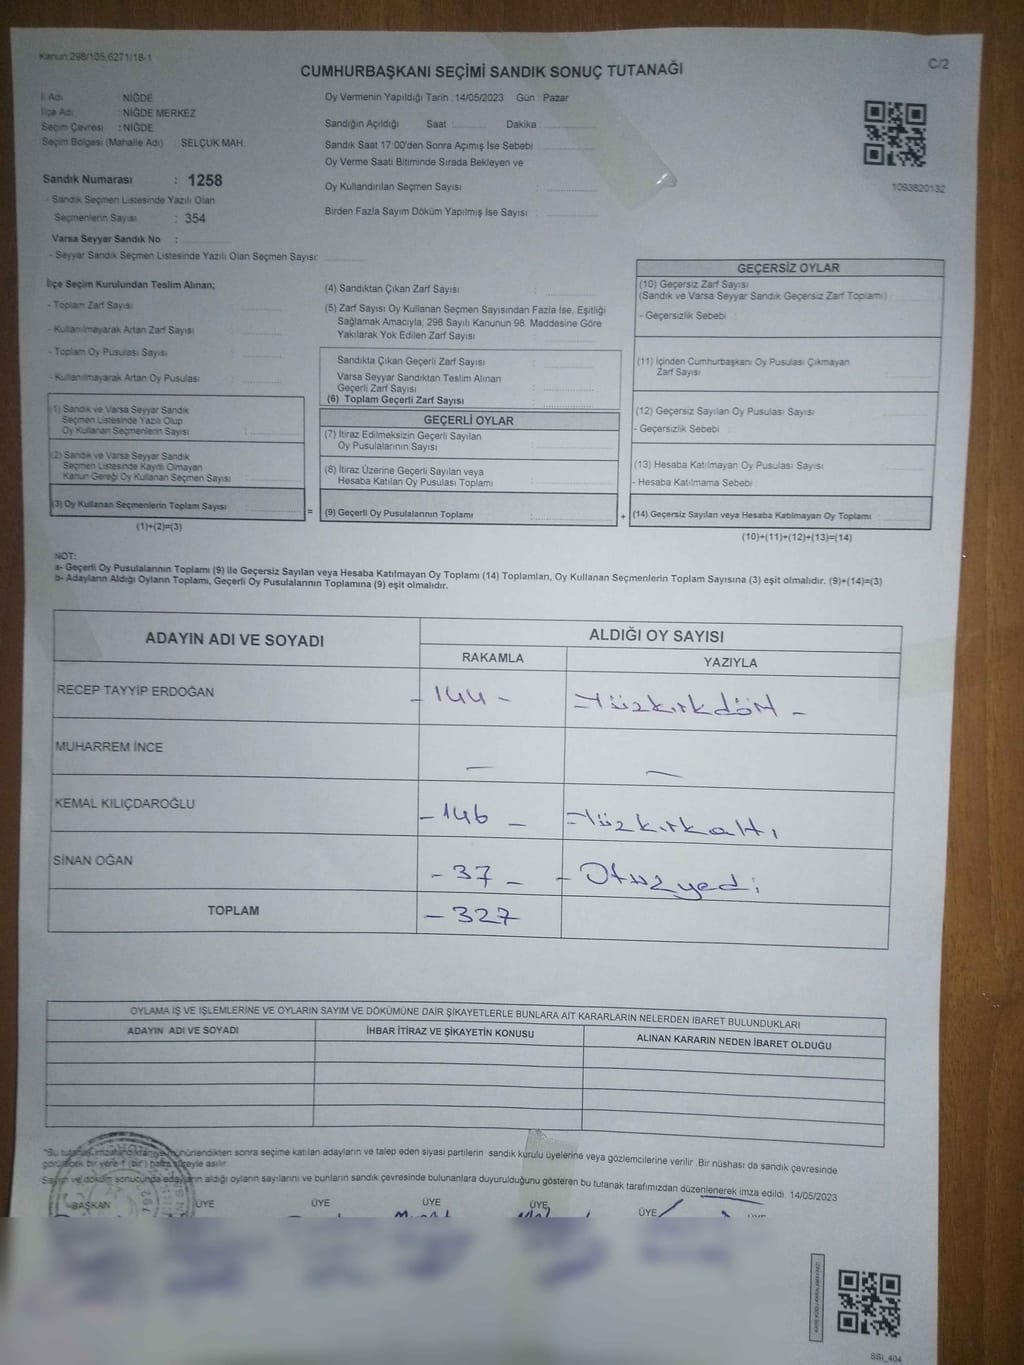 Kanun:298/105,6271/18-1
C/2
CUMHURBAŞKANI SEÇİMİ SANDIK SONUÇ TUTANAĞI
İl Adı : NİĞDE
İlçe Adı : NİĞDE MERKEZ
Seçim Çevresi : NİĞDE
Seçim Bölgesi (Mahalle Adı) : SELÇUK MAH.
Sandık Numarası : 1258
- Sandık Seçmen Listesinde Yazılı Olan
Seçmenlerin Sayısı : 354
Varsa Seyyar Sandık No :
- Seyyar Sandık Seçmen Listesinde Yazılı Olan Seçmen Sayısı:
Oy Vermenin Yapıldığı Tarih : 14/05/2023 Gün : Pazar
Sandığın Açıldığı Saat : Dakika :
Sandık Saat 17:00'den Sonra Açımış İse Sebebi :
Oy Verme Saati Bitiminde Sırada Bekleyen ve
Oy Kullandırılan Seçmen Sayısı :
Birden Fazla Sayım Döküm Yapılmış İse Sayısı :
1093820132
İlçe Seçim Kurulundan Teslim Alınan;
- Toplam Zarf Sayısı :
- Kullanılmayarak Artan Zarf Sayısı :
- Toplam Oy Pusulası Sayısı :
- Kullanılmayarak Artan Oy Pusulası :
(1) Sandık ve Varsa Seyyar Sandık
Seçmen Listesinde Yazılı Olup
Oy Kullanan Seçmenlerin Sayısı :
(2) Sandık ve Varsa Seyyar Sandık
Seçmen Listesinde Kayıtlı Olmayan
Kanun Gereği Oy Kullanan Seçmen Sayısı :
(3) Oy Kullanan Seçmenlerin Toplam Sayısı :
(1)+(2)=(3)
=
(4) Sandıktan Çıkan Zarf Sayısı :
(5) Zarf Sayısı Oy Kullanan Seçmen Sayısından Fazla İse, Eşitliği
Sağlamak Amacıyla, 298 Sayılı Kanunun 98. Maddesine Göre
Yakılarak Yok Edilen Zarf Sayısı :
Sandıkta Çıkan Geçerli Zarf Sayısı :
Varsa Seyyar Sandıktan Teslim Alınan
Geçerli Zarf Sayısı :
(6) Toplam Geçerli Zarf Sayısı :
GEÇERLİ OYLAR
(7) İtiraz Edilmeksizin Geçerli Sayılan
Oy Pusulalarının Sayısı :
(8) İtiraz Üzerine Geçerli Sayılan veya
Hesaba Katılan Oy Pusulası Toplamı :
(9) Geçerli Oy Pusulalarının Toplamı :
+
GEÇERSİZ OYLAR
(10) Geçersiz Zarf Sayısı
(Sandık ve Varsa Seyyar Sandık Geçersiz Zarf Toplamı) :
- Geçersizlik Sebebi :
(11) İçinden Cumhurbaşkanı Oy Pusulası Çıkmayan
Zarf Sayısı :
(12) Geçersiz Sayılan Oy Pusulası Sayısı :
- Geçersizlik Sebebi :
(13) Hesaba Katılmayan Oy Pusulası Sayısı :
- Hesaba Katılmama Sebebi :
(14) Geçersiz Sayılan veya Hesaba Katılmayan Oy Toplamı :
(10)+(11)+(12)+(13)=(14)
NOT:
a- Geçerli Oy Pusulalarının Toplamı (9) ile Geçersiz Sayılan veya Hesaba Katılmayan Oy Toplamı (14) Toplamları, Oy Kullanan Seçmenlerin Toplam Sayısına (3) eşit olmalıdır. (9)+(14)=(3)
b- Adayların Aldığı Oyların Toplamı, Geçerli Oy Pusulalarının Toplamına (9) eşit olmalıdır.
ADAYIN ADI VE SOYADI
ALDIĞI OY SAYISI
RAKAMLA YAZIYLA
RECEP TAYYİP ERDOĞAN - 144 - - Yüzkırkdört -
MUHARREM İNCE — —
KEMAL KILIÇDAROĞLU - 146 - - Yüzkırkaltı
SİNAN OĞAN - 37 - - Otuzyedi
TOPLAM - 327
OYLAMA İŞ VE İŞLEMLERİNE VE OYLARIN SAYIM VE DÖKÜMÜNE DAİR ŞİKAYETLERLE BUNLARA AİT KARARLARIN NELERDEN İBARET BULUNDUKLARI
ADAYIN ADI VE SOYADI İHBAR İTİRAZ VE ŞİKAYETİN KONUSU ALINAN KARARIN NEDEN İBARET OLDUĞU
"Bu tutanak imzalandıktan ve mühürlendikten sonra seçime katılan adayların ve talep eden siyasi partilerin sandık kurulu üyelerine veya gözlemcilerine verilir. Bir nüshası da sandık çevresinde
görülecek bir yere 1 (bir) hafta süreyle asılır.
Sayım ve döküm sonucunda adayların aldığı oyların sayılarını ve bunların sandık çevresinde bulunanlara duyurulduğunu gösteren bu tutanak tarafımızdan düzenlenerek imza edildi. 14/05/2023
BAŞKAN ÜYE ÜYE ÜYE ÜYE ÜYE ÜYE
SSI_404